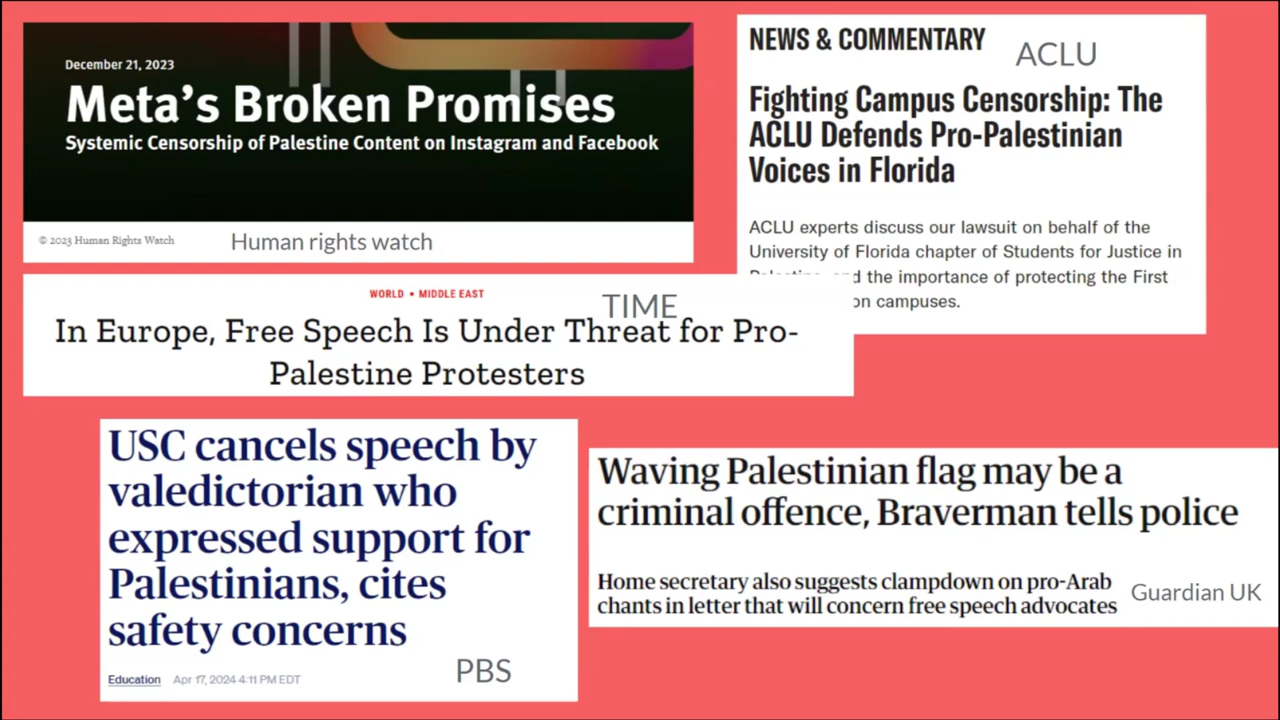 December 21, 2023
Meta's Broken Promises
Systemic Censorship of Palestine Content on Instagram and Facebook
© 2023 Human Rights Watch
Human rights watch
NEWS & COMMENTARY
ACLU
Fighting Campus Censorship: The
ACLU Defends Pro-Palestinian
Voices in Florida
ACLU experts discuss our lawsuit on behalf of the
University of Florida chapter of Students for Justice in
the importance of protecting the First
on campuses.
WORLD • MIDDLE EAST
TIME
In Europe, Free Speech Is Under Threat for Pro-
Palestine Protesters
USC cancels speech by
valedictorian who
expressed support for
Palestinians, cites
safety concerns
Education Apr 17, 2024 4:11 PM EDT
PBS
Waving Palestinian flag may be a
criminal offence, Braverman tells police
Home secretary also suggests clampdown on pro-Arab
chants in letter that will concern free speech advocates
Guardian UK